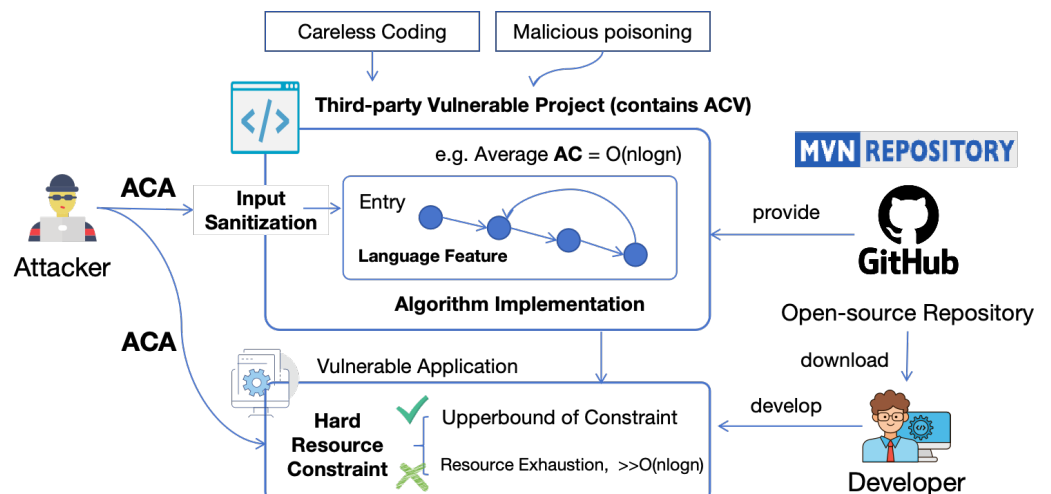 Careless Coding
Malicious poisoning
Third-party Vulnerable Project (contains ACV)
</>
e.g. Average AC = O(nlogn)
MVN REPOSITORY
ACA
Input
Sanitization
Entry
Language Feature
provide
GitHub
Attacker
Algorithm Implementation
Open-source Repository
ACA
download
Vulnerable Application
Hard
Resource
Constraint
Upperbound of Constraint
Resource Exhaustion, >>O(nlogn)
develop
Developer